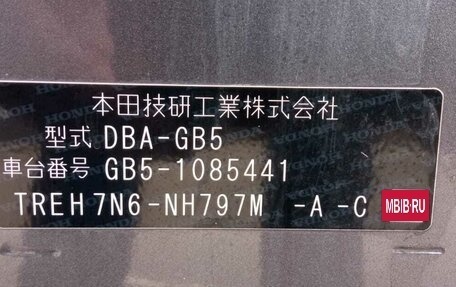 本田技研工業株式会社
型式 DBA-GB5
車台番号 GB5-1085441
TREH7N6-NH797M -A -C
MBIB.RU